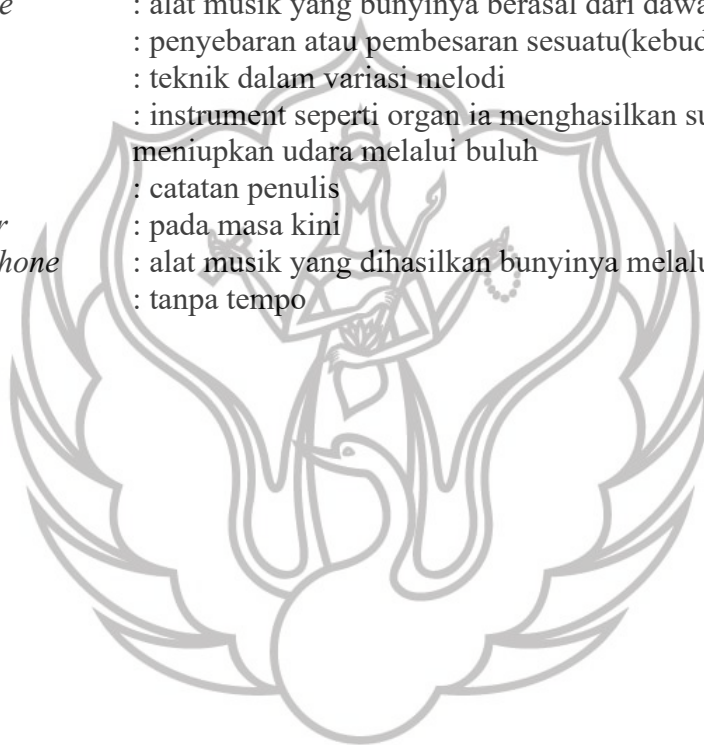 e : alat musik yang bunyinya berasal dari dawa
: penyebaran atau pembesaran sesuatu(kebud
: teknik dalam variasi melodi
: instrument seperti organ ia menghasilkan su
meniupkan udara melalui buluh
: catatan penulis
r : pada masa kini
hone : alat musik yang dihasilkan bunyinya melalu
: tanpa tempo